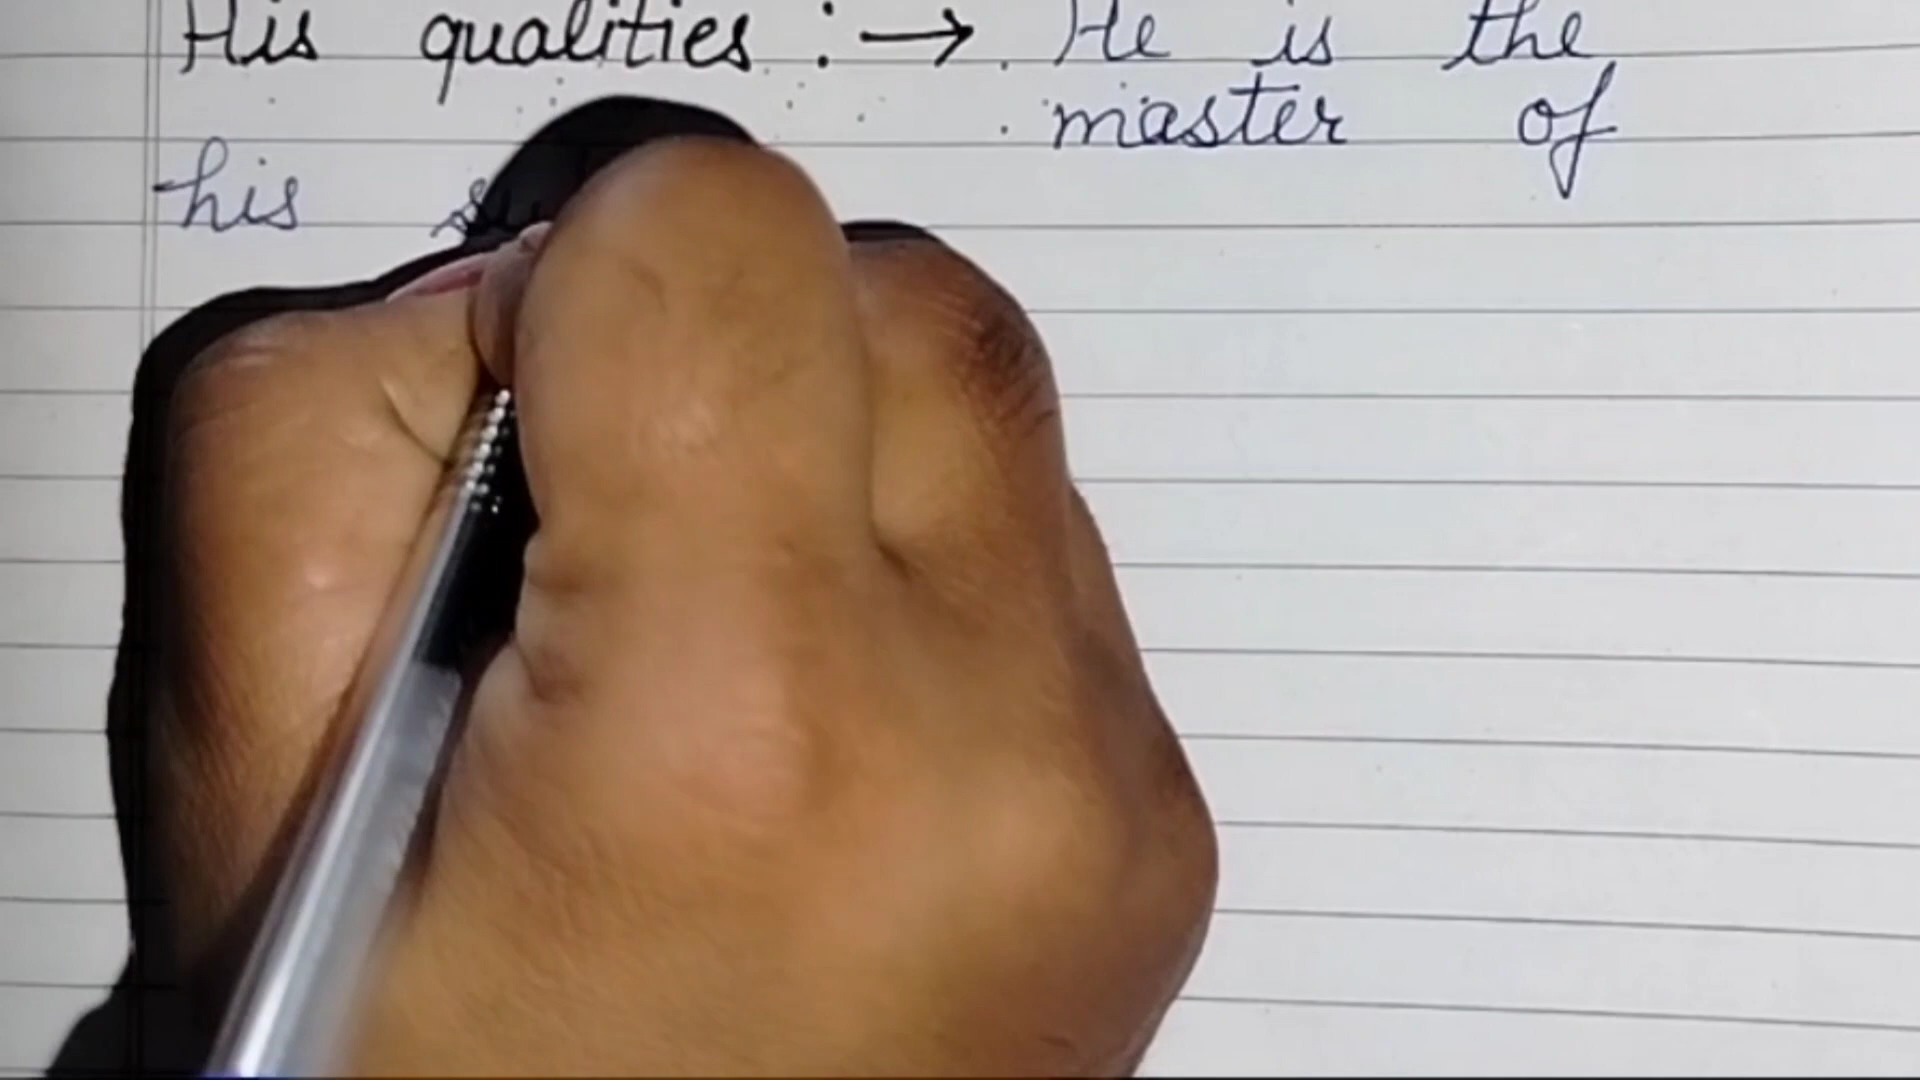 His qualities :→ He is the
master of
his